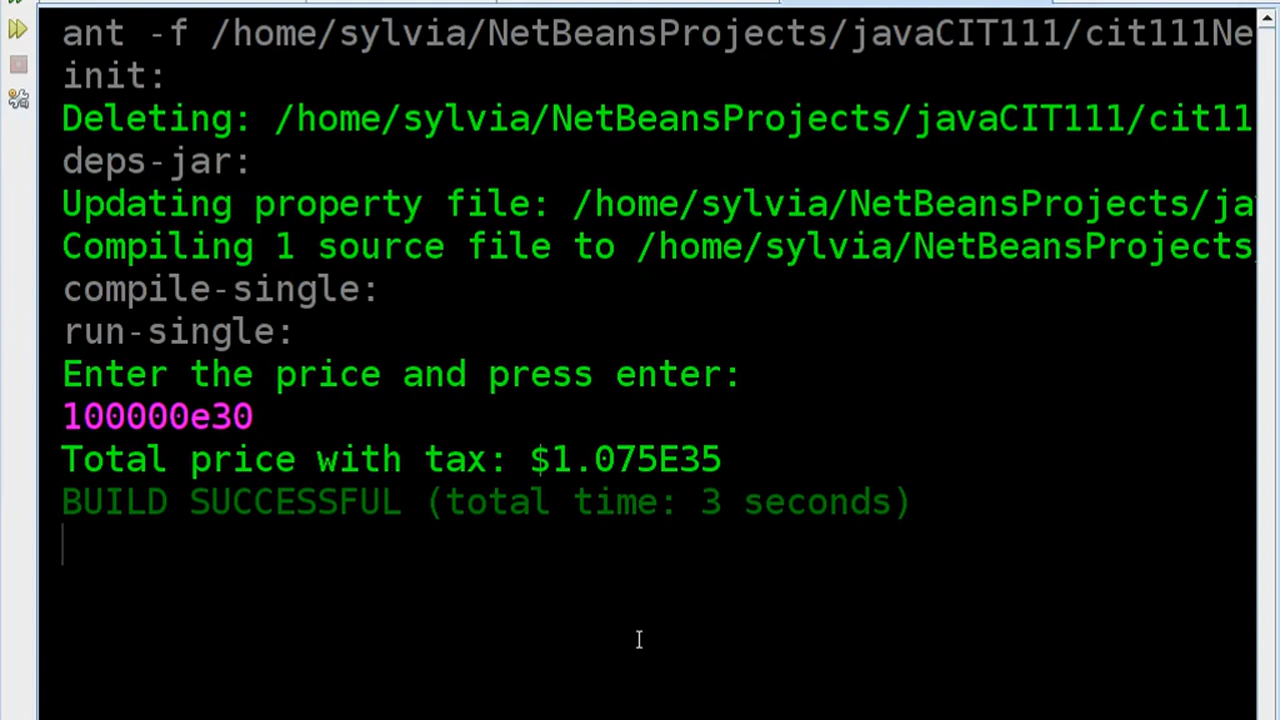 ant -f /home/sylvia/NetBeansProjects/javaCIT111/cit111Ne
init:
Deleting: /home/sylvia/NetBeansProjects/javaCIT111/cit11
deps-jar:
Updating property file: /home/sylvia/NetBeansProjects/ja
Compiling 1 source file to /home/sylvia/NetBeansProjects
compile-single:
run-single:
Enter the price and press enter:
100000e30
Total price with tax: $1.075E35
BUILD SUCCESSFUL (total time: 3 seconds)